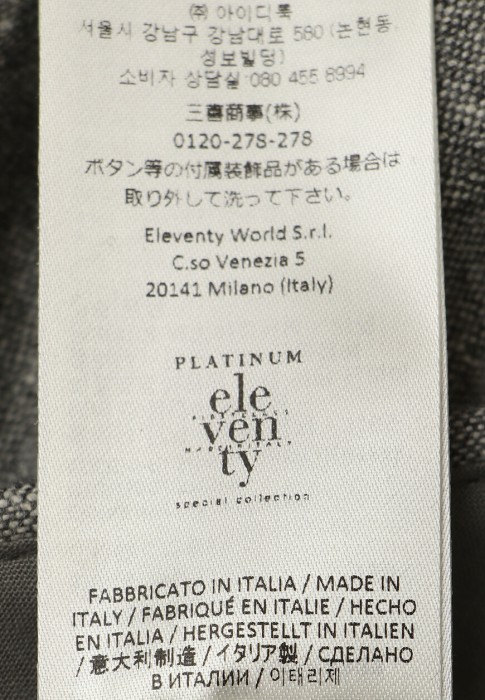 (주) 아이디룩
서울시 강남구 강남대로 580 (논현동,
성보빌딩)
소비자 상담실 080 455 8994
三喜商事(株)
0120-278-278
ボタン等の付属装飾品がある場合は
取り外して洗って下さい。
Eleventy World S.r.l.
C.so Venezia 5
20141 Milano (Italy)
PLATINUM
ele
ven
ty
special collection
FABBRICATO IN ITALIA / MADE IN
ITALY / FABRIQUÉ EN ITALIE / HECHO
EN ITALIA / HERGESTELLT IN ITALIEN
/ 意大利制造 / イタリア製 / СДЕЛАНО
В ИТАЛИИ / 이태리제